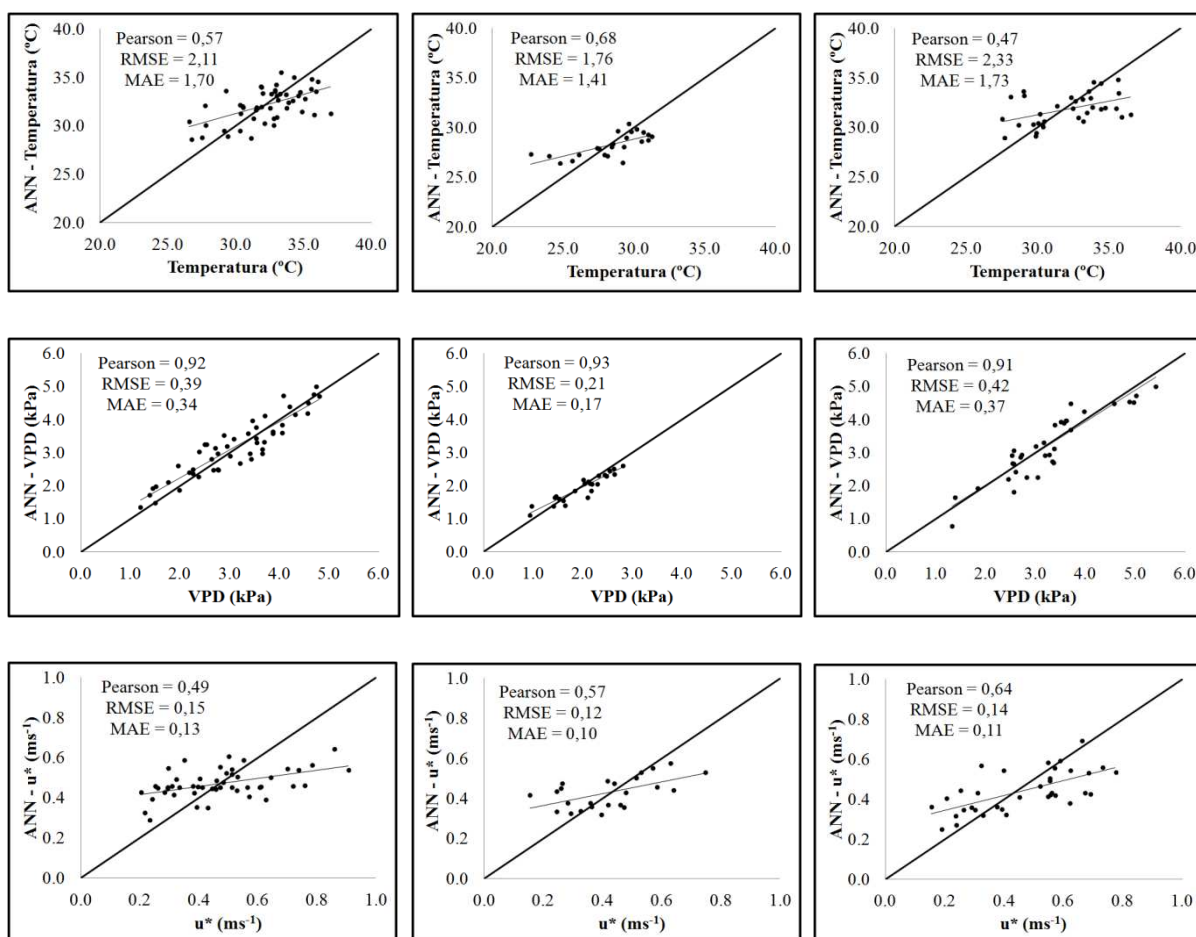 Pearson = 0,57
RMSE = 2,11
MAE = 1,70
ANN - Temperatura (ºC)
40.0
35.0
30.0
25.0
20.0
20.0 25.0 30.0 35.0 40.0
Temperatura (ºC)
Pearson = 0,68
RMSE = 1,76
MAE = 1,41
ANN - Temperatura (ºC)
40.0
35.0
30.0
25.0
20.0
20.0 25.0 30.0 35.0 40.0
Temperatura (ºC)
Pearson = 0,47
RMSE = 2,33
MAE = 1,73
ANN - Temperatura (ºC)
40.0
35.0
30.0
25.0
20.0
20.0 25.0 30.0 35.0 40.0
Temperatura (ºC)
Pearson = 0,92
RMSE = 0,39
MAE = 0,34
ANN - VPD (kPa)
6.0
5.0
4.0
3.0
2.0
1.0
0.0
0.0 1.0 2.0 3.0 4.0 5.0 6.0
VPD (kPa)
Pearson = 0,93
RMSE = 0,21
MAE = 0,17
ANN - VPD (kPa)
6.0
5.0
4.0
3.0
2.0
1.0
0.0
0.0 1.0 2.0 3.0 4.0 5.0 6.0
VPD (kPa)
Pearson = 0,91
RMSE = 0,42
MAE = 0,37
ANN - VPD (kPa)
6.0
5.0
4.0
3.0
2.0
1.0
0.0
0.0 1.0 2.0 3.0 4.0 5.0 6.0
VPD (kPa)
Pearson = 0,49
RMSE = 0,15
MAE = 0,13
ANN - u* (ms⁻¹)
1.0
0.8
0.6
0.4
0.2
0.0
0.0 0.2 0.4 0.6 0.8 1.0
u* (ms⁻¹)
Pearson = 0,57
RMSE = 0,12
MAE = 0,10
ANN - u* (ms⁻¹)
1.0
0.8
0.6
0.4
0.2
0.0
0.0 0.2 0.4 0.6 0.8 1.0
u* (ms⁻¹)
Pearson = 0,64
RMSE = 0,14
MAE = 0,11
ANN - u* (ms⁻¹)
1.0
0.8
0.6
0.4
0.2
0.0
0.0 0.2 0.4 0.6 0.8 1.0
u* (ms⁻¹)